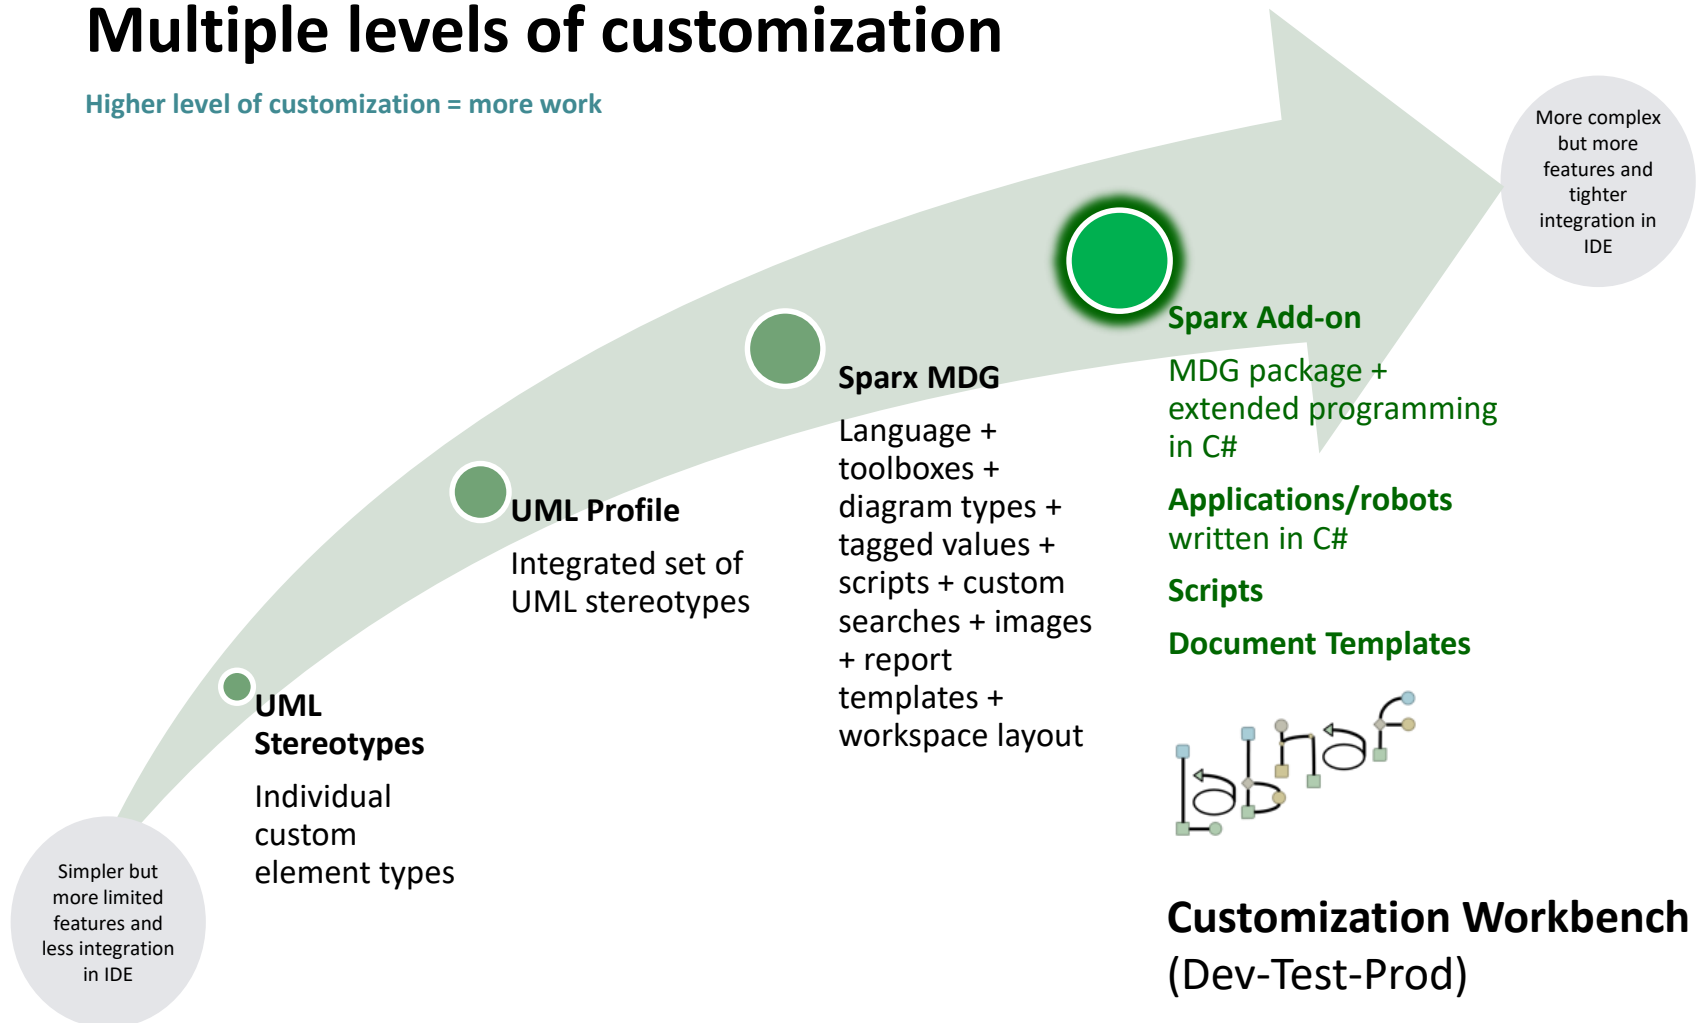 Multiple levels of customization
Higher level of customization = more work
More complex
but more
features and
tighter
integration in
IDE
Sparx Add-on
MDG package +
extended programming
in C#
Applications/robots
written in C#
Scripts
Document Templates
Sparx MDG
Language +
toolboxes +
diagram types +
tagged values +
scripts + custom
searches + images
+ report
templates +
workspace layout
UML Profile
Integrated set of
UML stereotypes
UML
Stereotypes
Individual
custom
element types
Simpler but
more limited
features and
less integration
in IDE
Labnaf
Customization Workbench
(Dev-Test-Prod)